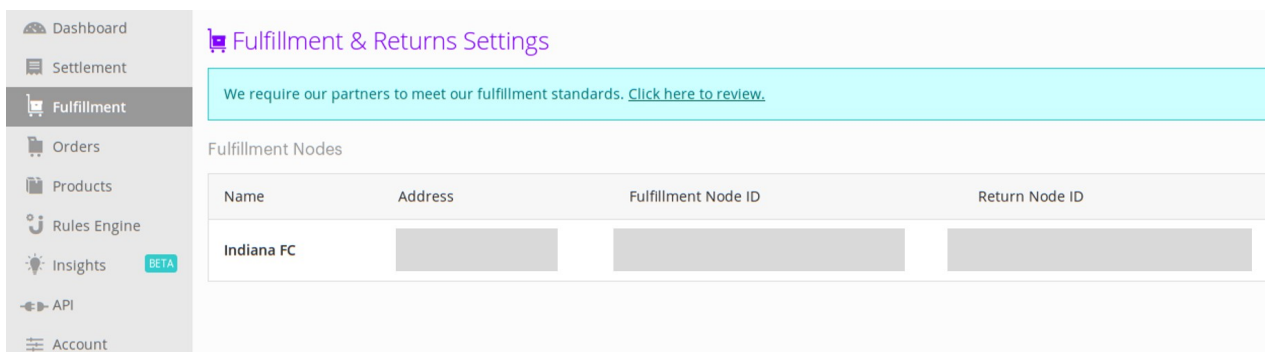 Dashboard
Settlement
Fulfillment
Orders
Products
Rules Engine
Insights BETA
API
Account
Fulfillment & Returns Settings
We require our partners to meet our fulfillment standards. Click here to review.
Fulfillment Nodes
Name Address Fulfillment Node ID Return Node ID
Indiana FC